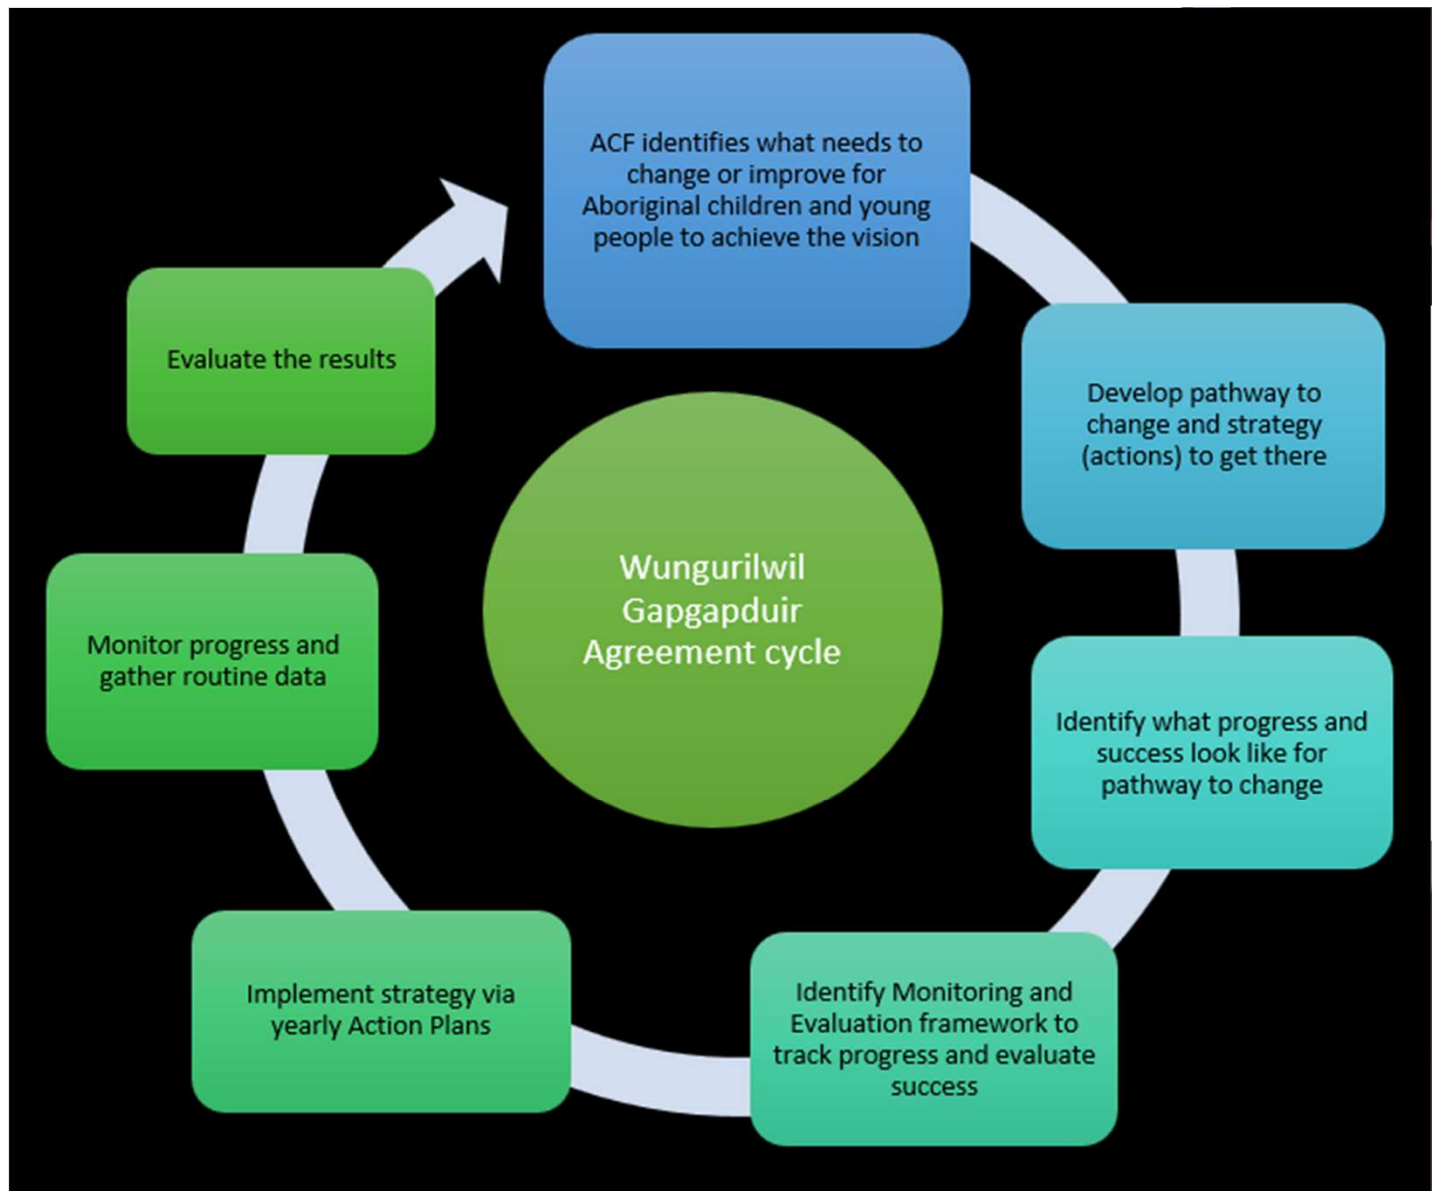 ACF identifies what needs to
change or improve for
Aboriginal children and young
people to achieve the vision
Develop pathway to
change and strategy
(actions) to get there
Identify what progress and
success look like for
pathway to change
Identify Monitoring and
Evaluation framework to
track progress and evaluate
success
Implement strategy via
yearly Action Plans
Monitor progress and
gather routine data
Evaluate the results
Wungurilwil
Gapgapduir
Agreement cycle